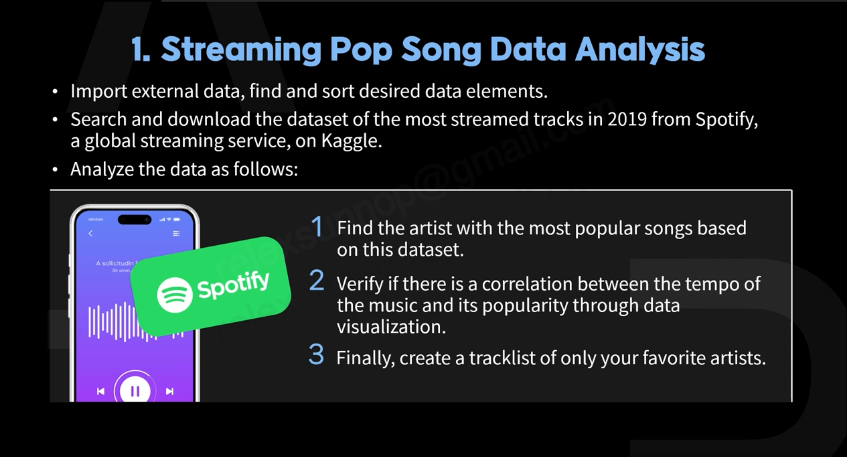 1. Streaming Pop Song Data Analysis
• Import external data, find and sort desired data elements.
• Search and download the dataset of the most streamed tracks in 2019 from Spotify,
a global streaming service, on Kaggle.
• Analyze the data as follows:
1 Find the artist with the most popular songs based
on this dataset.
2 Verify if there is a correlation between the tempo of
the music and its popularity through data
visualization.
3 Finally, create a tracklist of only your favorite artists.
A sollicitudin
Spotify